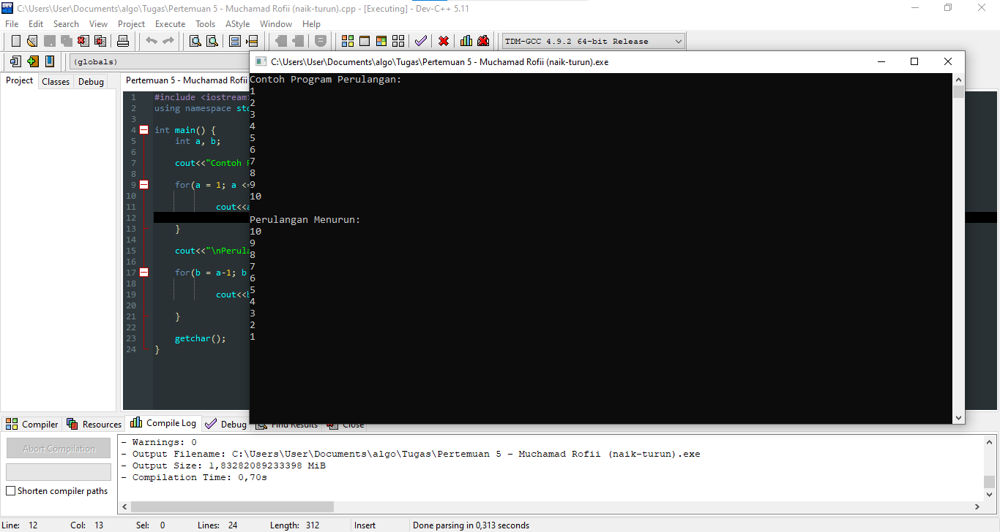 C:\Users\User\Documents\algo\Tugas\Pertemuan 5 - Muchamad Rofii (naik-turun).cpp - [Executing] - Dev-C++ 5.11
File Edit Search View Project Execute Tools AStyle Window Help
TDM-GCC 4.9.2 64-bit Release
(globals)
Project Classes Debug
Pertemuan 5 - Muchamad Rofii
1 #include <iostream
2 using namespace
3
4 int main() {
5 int a, b;
6
7 cout<<"Contoh
8
9 for(a = 1; a <=
10
11 cout<<a
12
13 }
14
15 cout<<"\nPerula
16
17 for(b = a-1; b
18
19 cout<<b
20
21 }
22
23 getchar();
24 }
C:\Users\User\Documents\algo\Tugas\Pertemuan 5 - Muchamad Rofii (naik-turun).exe
Contoh Program Perulangan:
1
2
3
4
5
6
7
8
9
10
Perulangan Menurun:
10
9
8
7
6
5
4
3
2
1
Compiler Resources Compile Log Debug Find Results Close
Abort Compilation
Shorten compiler paths
- Warnings: 0
- Output Filename: C:\Users\User\Documents\algo\Tugas\Pertemuan 5 - Muchamad Rofii (naik-turun).exe
- Output Size: 1,83282089233398 MiB
- Compilation Time: 0,70s
Line: 12 Col: 13 Sel: 0 Lines: 24 Length: 312 Insert Done parsing in 0,313 seconds